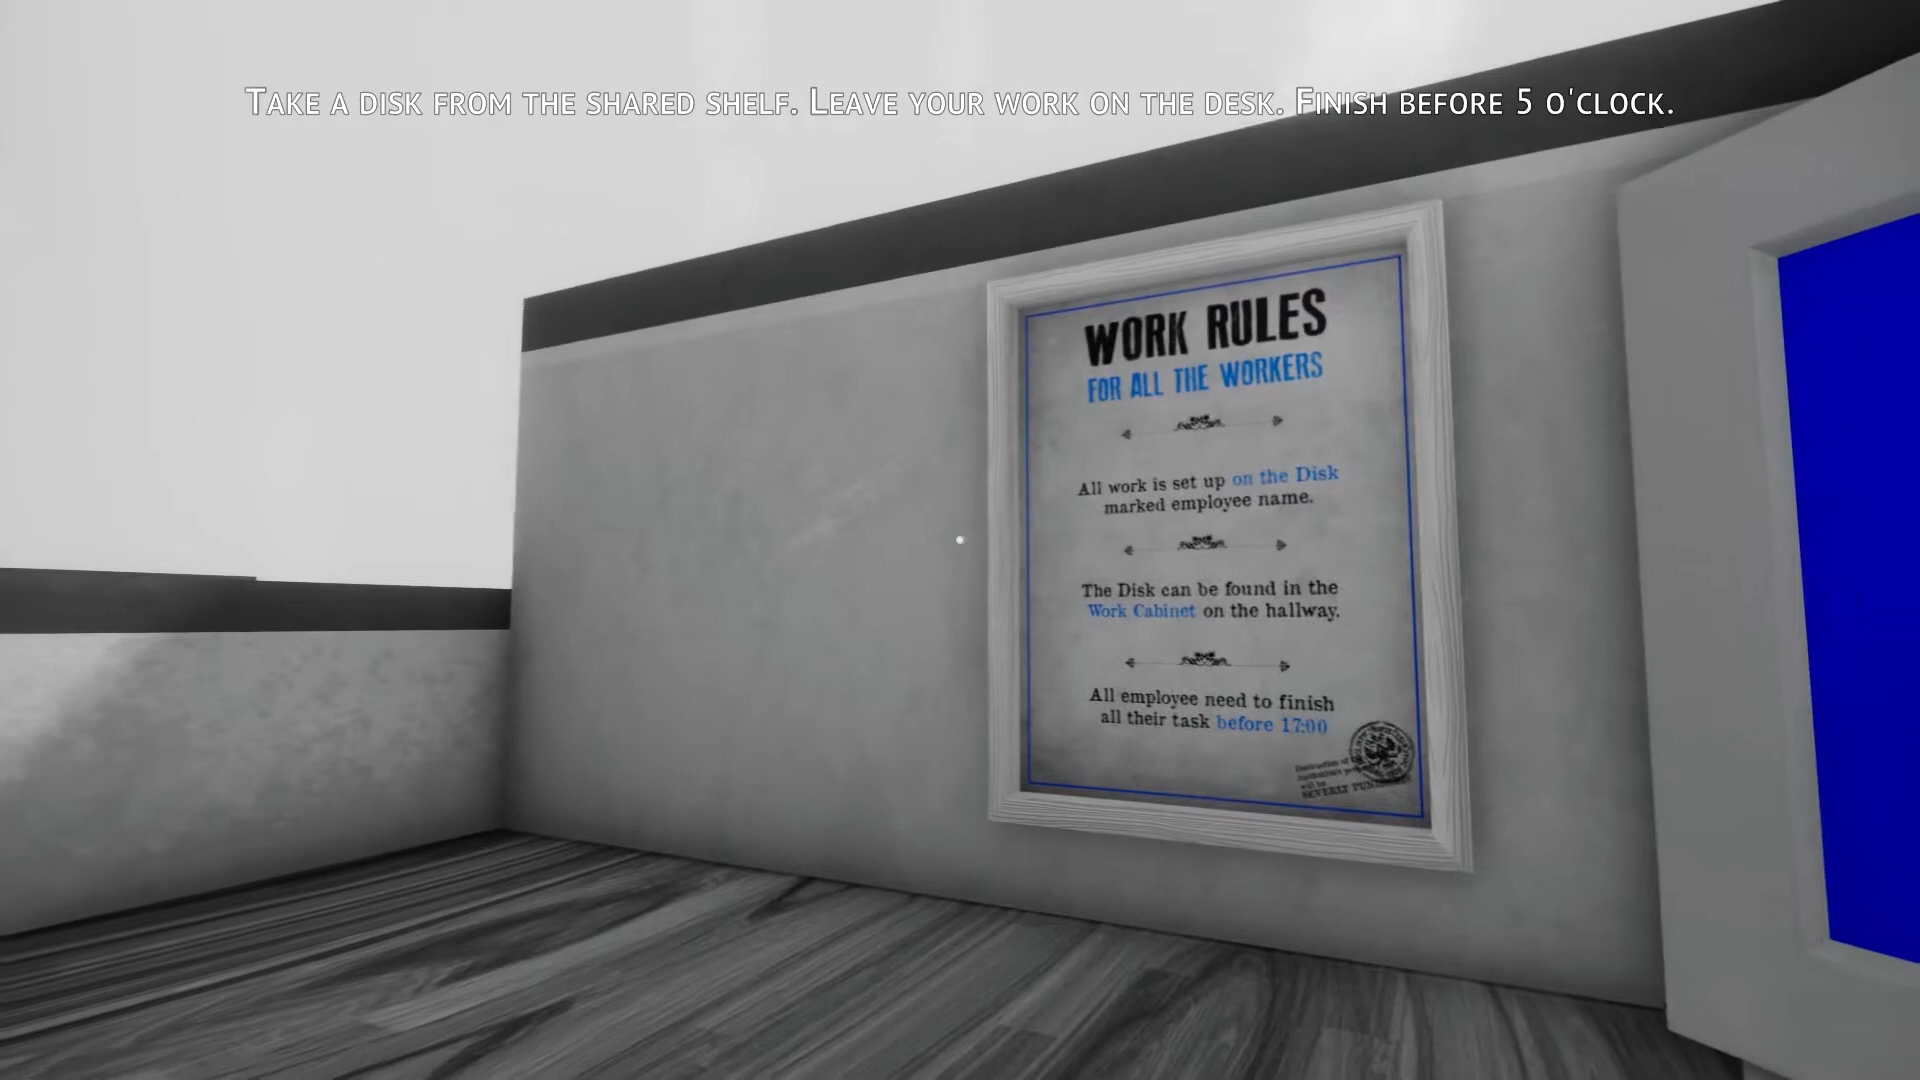 Take a disk from the shared shelf. Leave your work on the desk. Finish before 5 o'clock.
WORK RULES
FOR ALL THE WORKERS
All work is set up on the Disk
marked employee name.
The Disk can be found in the
Work Cabinet on the hallway.
All employee need to finish
all their task before 17:00
will be